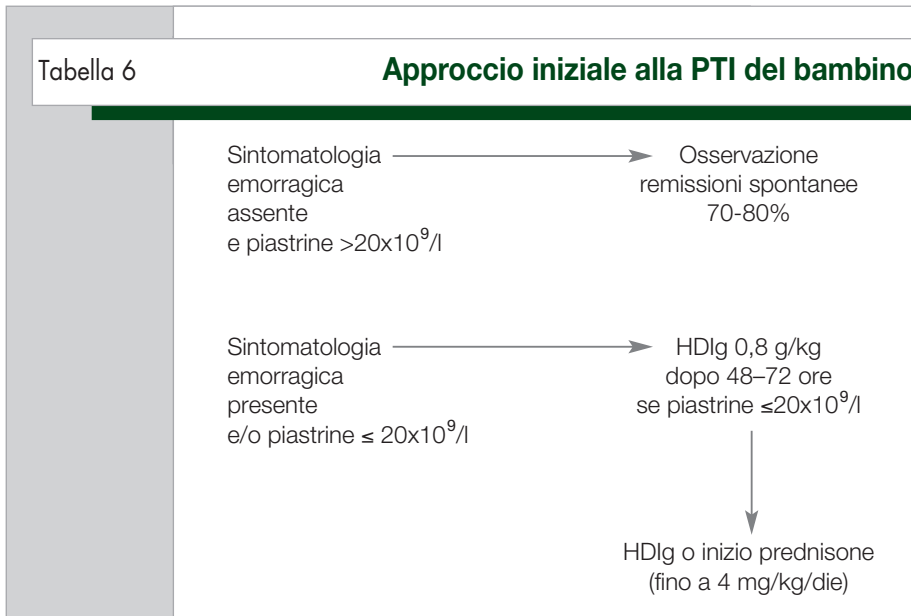 Tabella 6
Approccio iniziale alla PTI del bambino
Sintomatologia
emorragica
assente
e piastrine >20x10⁹/l
Osservazione
remissioni spontanee
70-80%
Sintomatologia
emorragica
presente
e/o piastrine ≤ 20x10⁹/l
HDIg 0,8 g/kg
dopo 48–72 ore
se piastrine ≤20x10⁹/l
HDIg o inizio prednisone
(fino a 4 mg/kg/die)